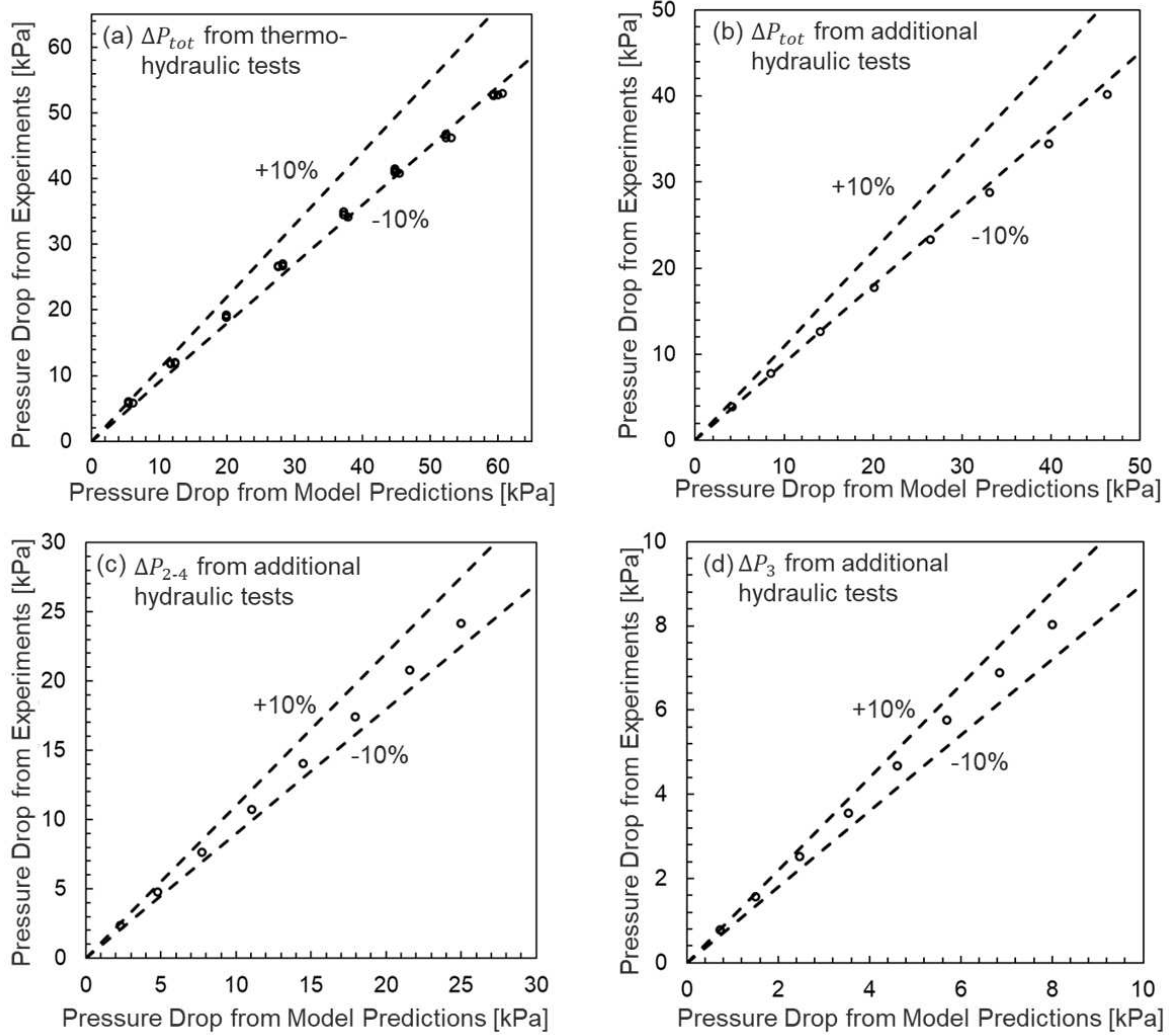 (a) ΔP_tot from thermo-
hydraulic tests
Pressure Drop from Experiments [kPa]
60
50
40
30
20
10
0
+10%
-10%
0 10 20 30 40 50 60
Pressure Drop from Model Predictions [kPa]
(b) ΔP_tot from additional
hydraulic tests
Pressure Drop from Experiments [kPa]
50
40
30
20
10
0
+10%
-10%
0 10 20 30 40 50
Pressure Drop from Model Predictions [kPa]
(c) ΔP_2-4 from additional
hydraulic tests
Pressure Drop from Experiments [kPa]
30
25
20
15
10
5
0
+10%
-10%
0 5 10 15 20 25 30
Pressure Drop from Model Predictions [kPa]
(d) ΔP_3 from additional
hydraulic tests
Pressure Drop from Experiments [kPa]
10
8
6
4
2
0
+10%
-10%
0 2 4 6 8 10
Pressure Drop from Model Predictions [kPa]